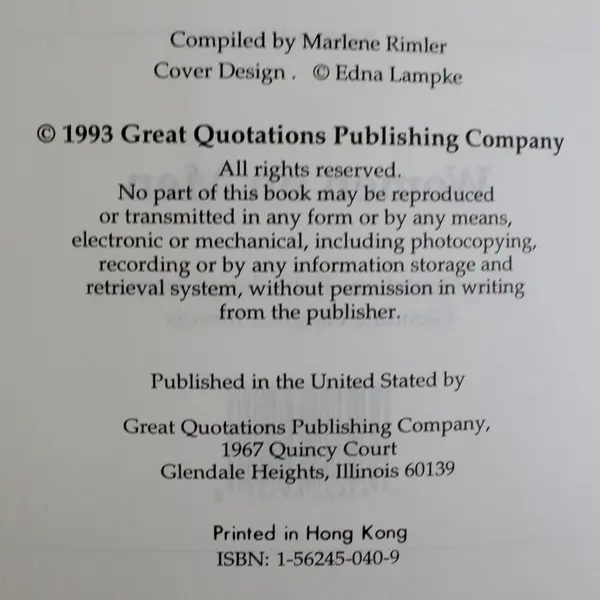 Compiled by Marlene Rimler
Cover Design . © Edna Lampke
© 1993 Great Quotations Publishing Company
All rights reserved.
No part of this book may be reproduced
or transmitted in any form or by any means,
electronic or mechanical, including photocopying,
recording or by any information storage and
retrieval system, without permission in writing
from the publisher.
Published in the United Stated by
Great Quotations Publishing Company,
1967 Quincy Court
Glendale Heights, Illinois 60139
Printed in Hong Kong
ISBN: 1-56245-040-9